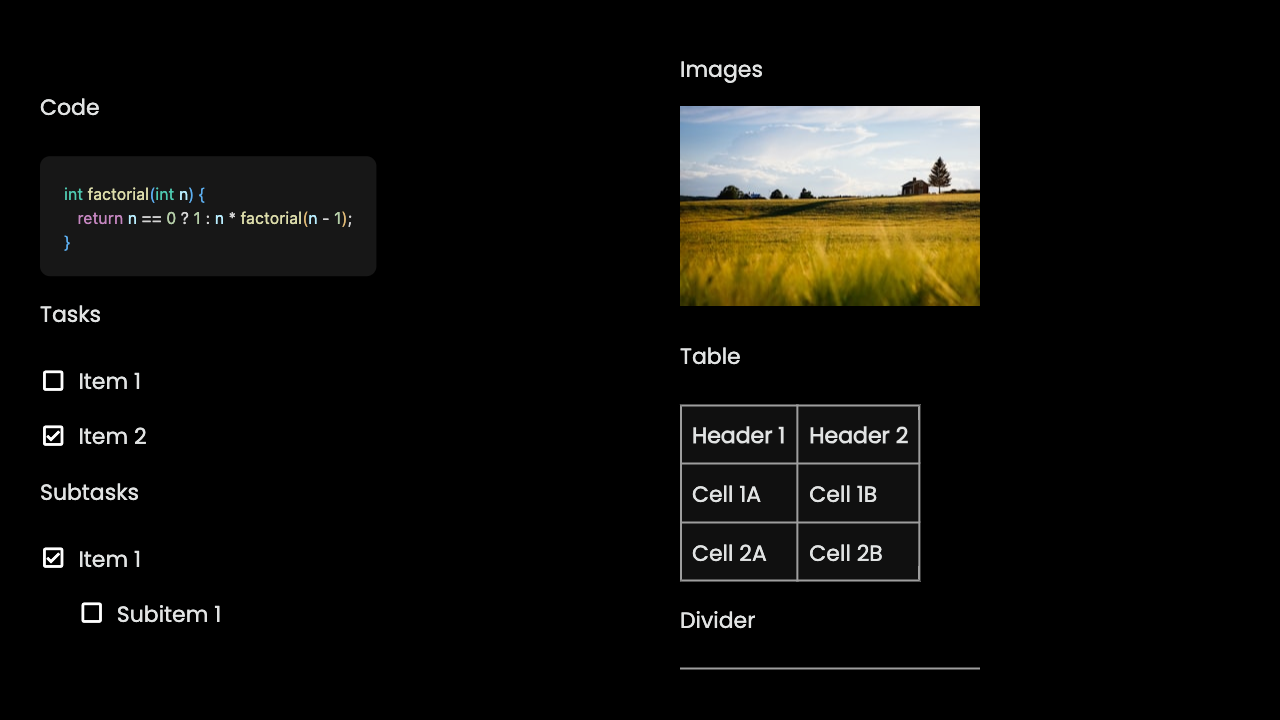 Code
int factorial(int n) {
return n == 0 ? 1 : n * factorial(n - 1);
}
Tasks
Item 1
Item 2
Subtasks
Item 1
Subitem 1
Images
Table
Header 1 Header 2
Cell 1A Cell 1B
Cell 2A Cell 2B
Divider